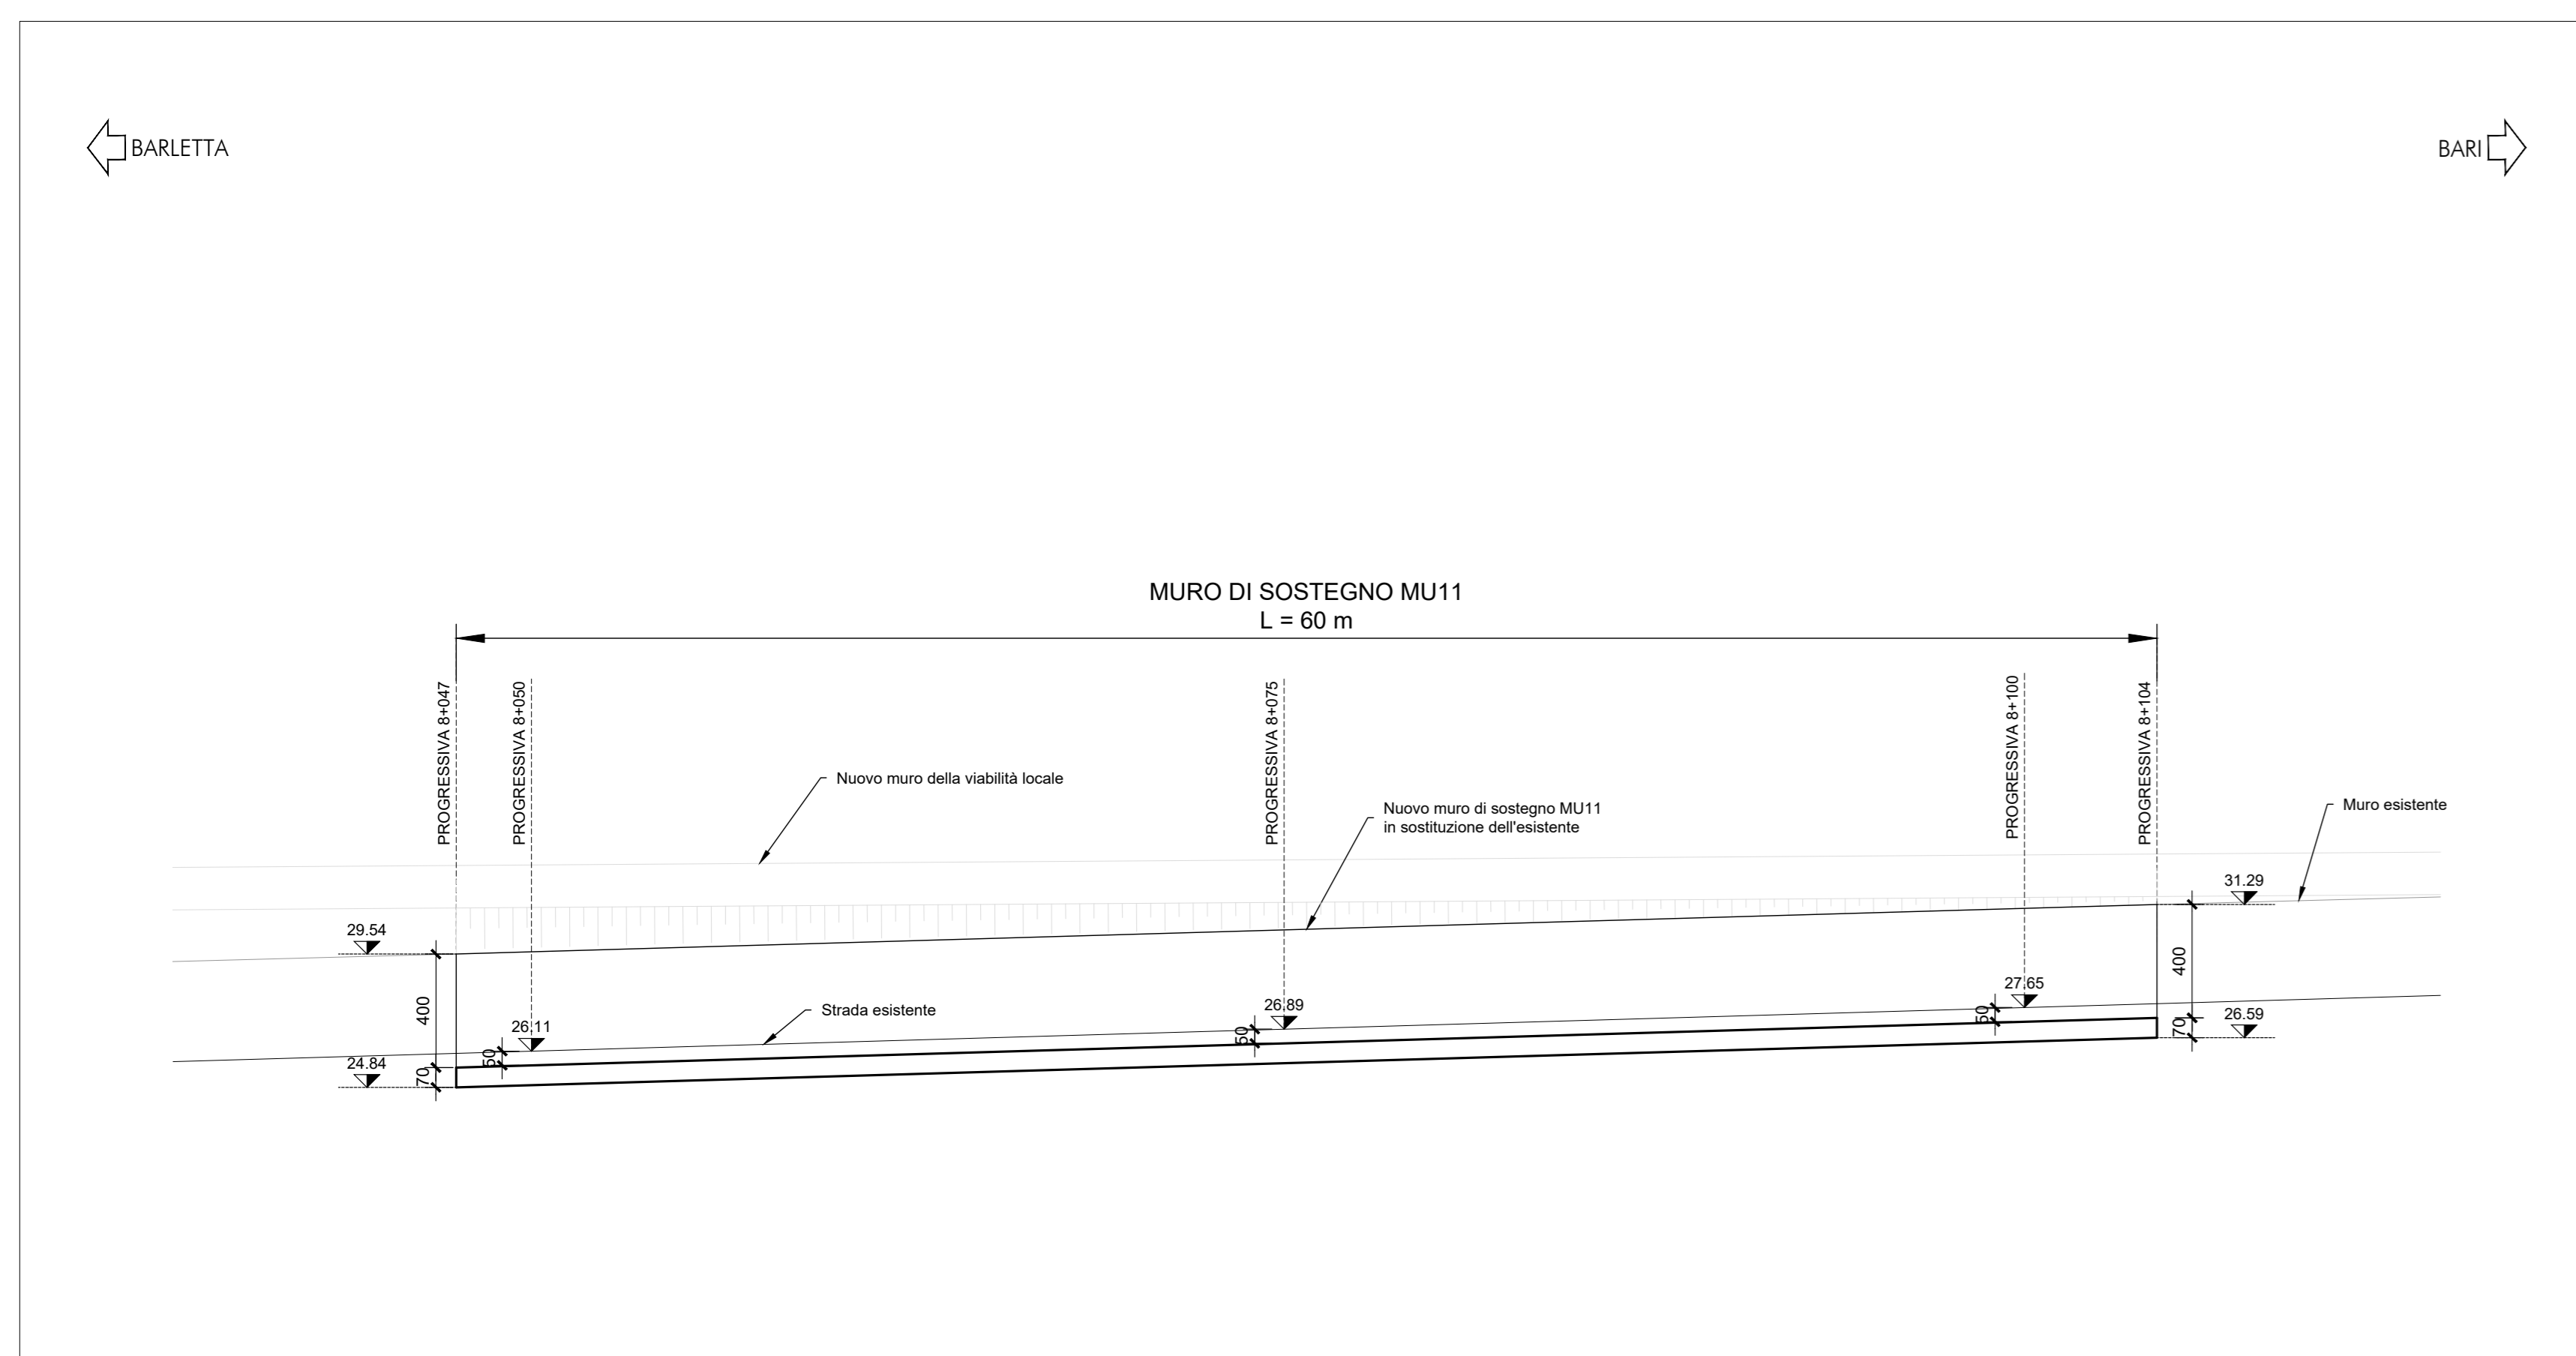 BARLETTA
BARI
MURO DI SOSTEGNO MU11
L = 60 m
PROGRESSIVA 8+047
PROGRESSIVA 8+050
PROGRESSIVA 8+075
PROGRESSIVA 8+100
PROGRESSIVA 8+104
Nuovo muro della viabilità locale
Nuovo muro di sostegno MU11
in sostituzione dell'esistente
Muro esistente
31.29
29.54
400
400
27.65
26.89
Strada esistente
26.11
26.59
50
50
50
70
70
24.84